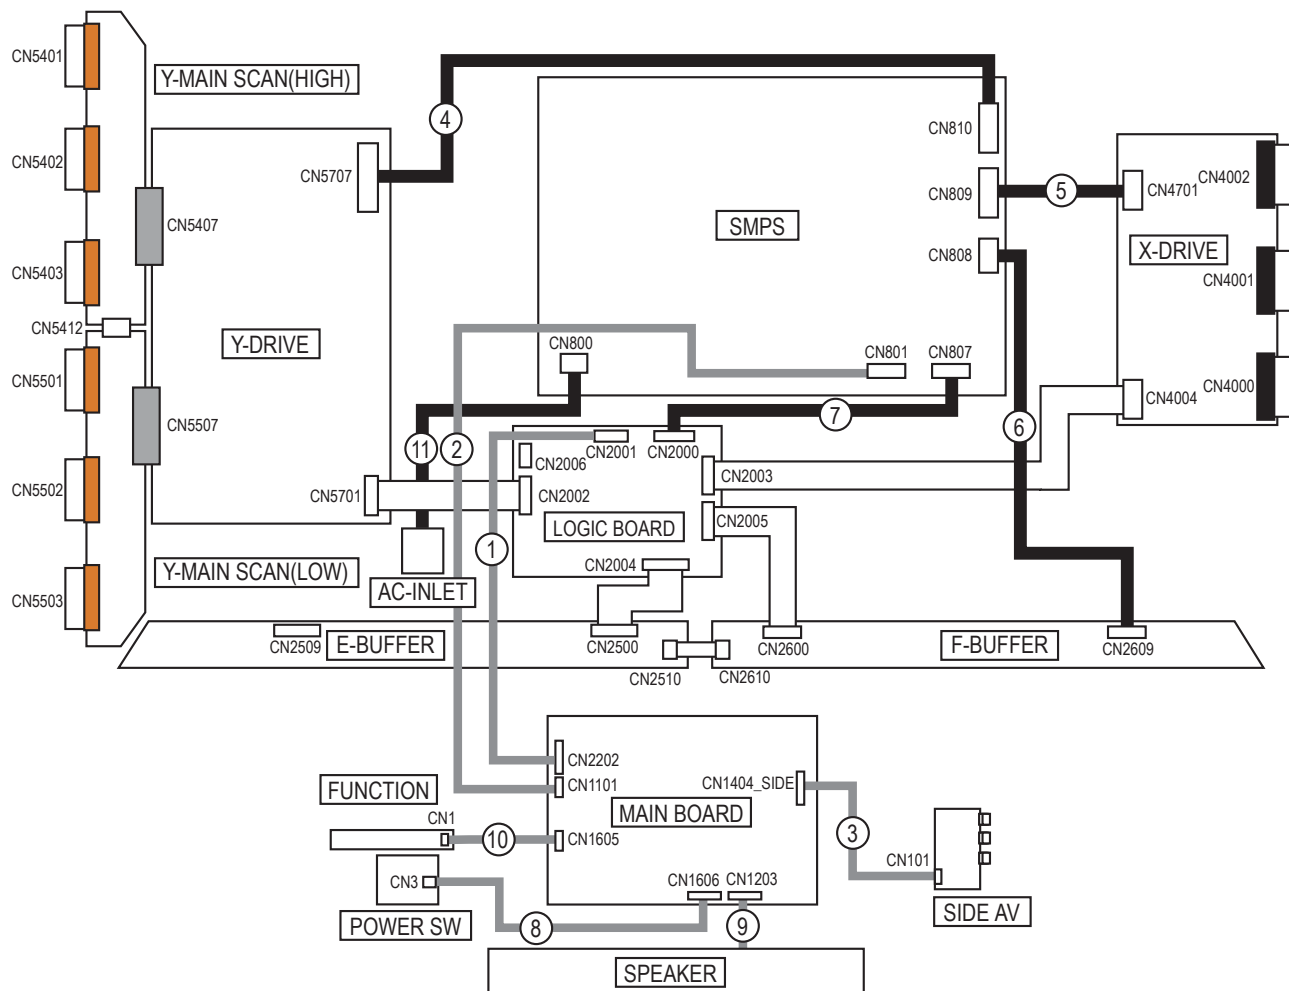 CN5401
Y-MAIN SCAN(HIGH)
4
CN810
CN5402
CN5707
CN809
5
CN4701
CN4002
CN5407
SMPS
CN808
X-DRIVE
CN5403
CN4001
CN5412
Y-DRIVE
CN800
CN801
CN807
CN5501
CN4000
CN4004
CN5507
11
2
7
6
CN2001
CN2000
CN2006
CN2003
CN5502
CN5701
CN2002
CN2005
LOGIC BOARD
1
CN2004
Y-MAIN SCAN(LOW)
AC-INLET
CN5503
CN2509
E-BUFFER
CN2500
CN2600
F-BUFFER
CN2609
CN2510
CN2610
CN2202
CN1404_SIDE
FUNCTION
CN1101
MAIN BOARD
CN1
10
CN1605
3
CN101
CN3
CN1606
CN1203
POWER SW
8
9
SIDE AV
SPEAKER